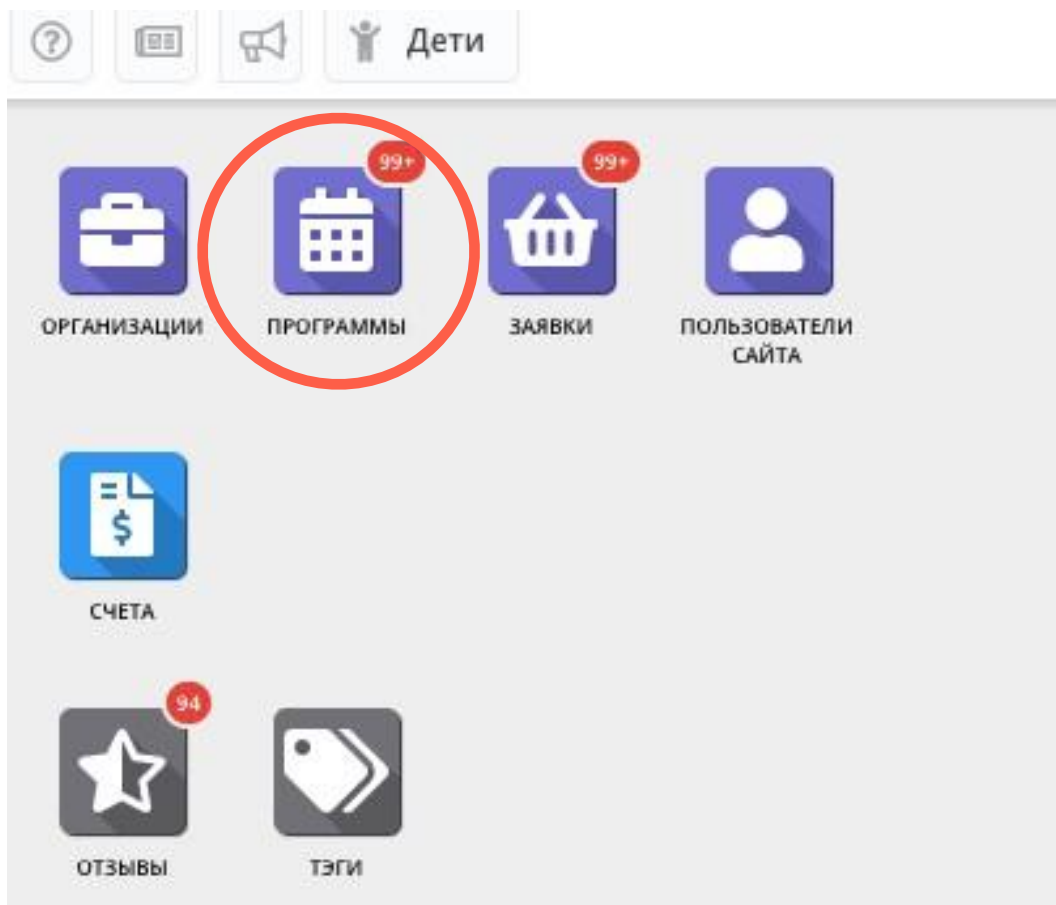 Дети
99+
99+
ОРГАНИЗАЦИИ
ПРОГРАММЫ
ЗАЯВКИ
ПОЛЬЗОВАТЕЛИ
САЙТА
СЧЕТА
94
ОТЗЫВЫ
ТЭГИ